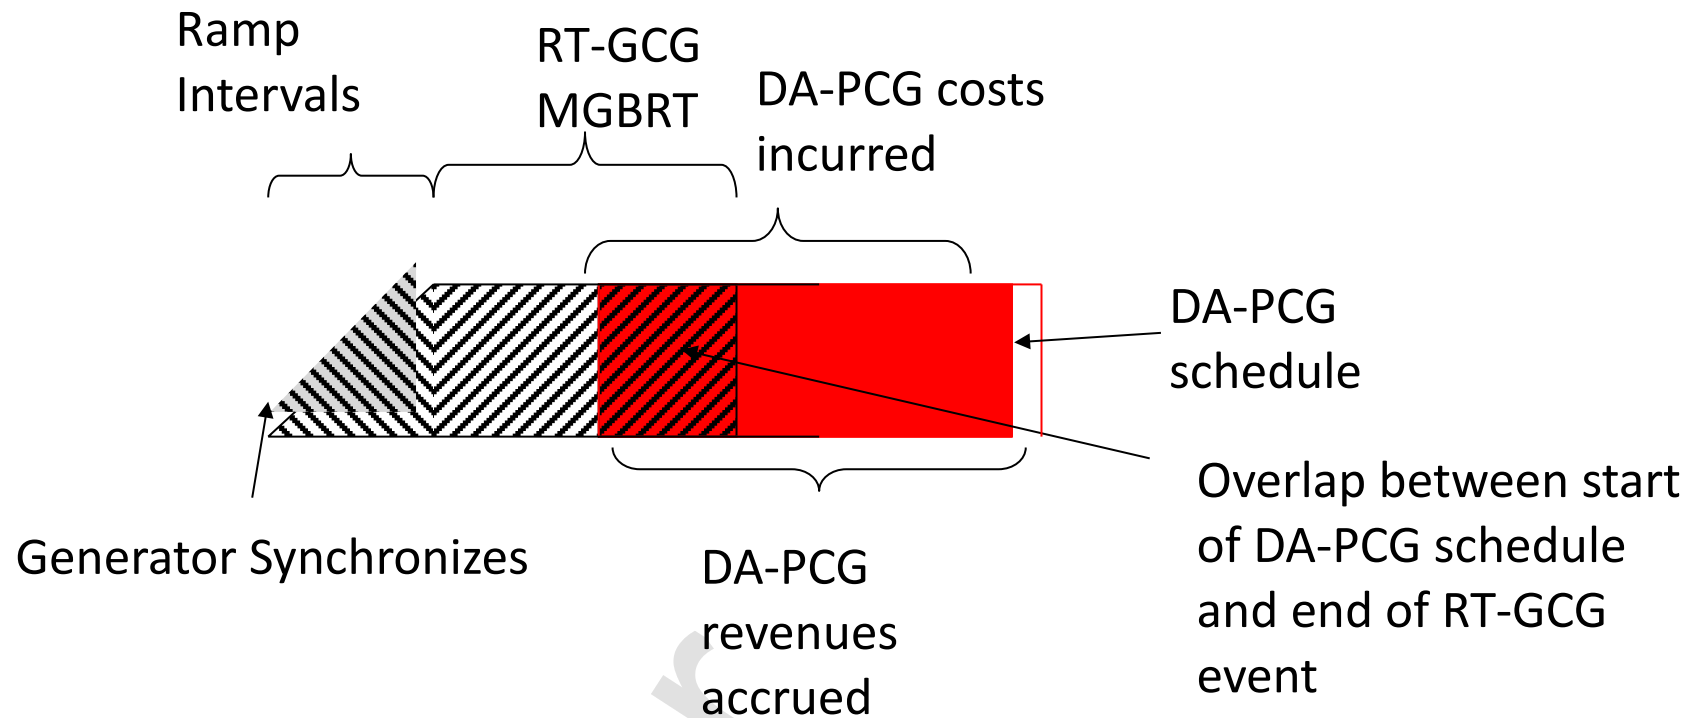 Ramp
Intervals
RT-GCG
MGBRT
DA-PCG costs
incurred
DA-PCG
schedule
Generator Synchronizes
DA-PCG
revenues
accrued
Overlap between start
of DA-PCG schedule
and end of RT-GCG
event
r